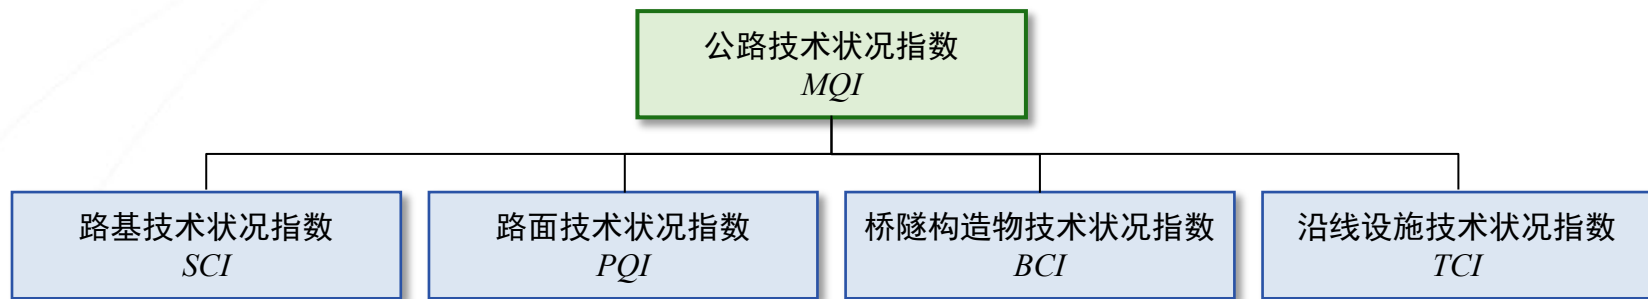 公路技术状况指数
MQI
路基技术状况指数
SCI
路面技术状况指数
PQI
桥隧构造物技术状况指数
BCI
沿线设施技术状况指数
TCI